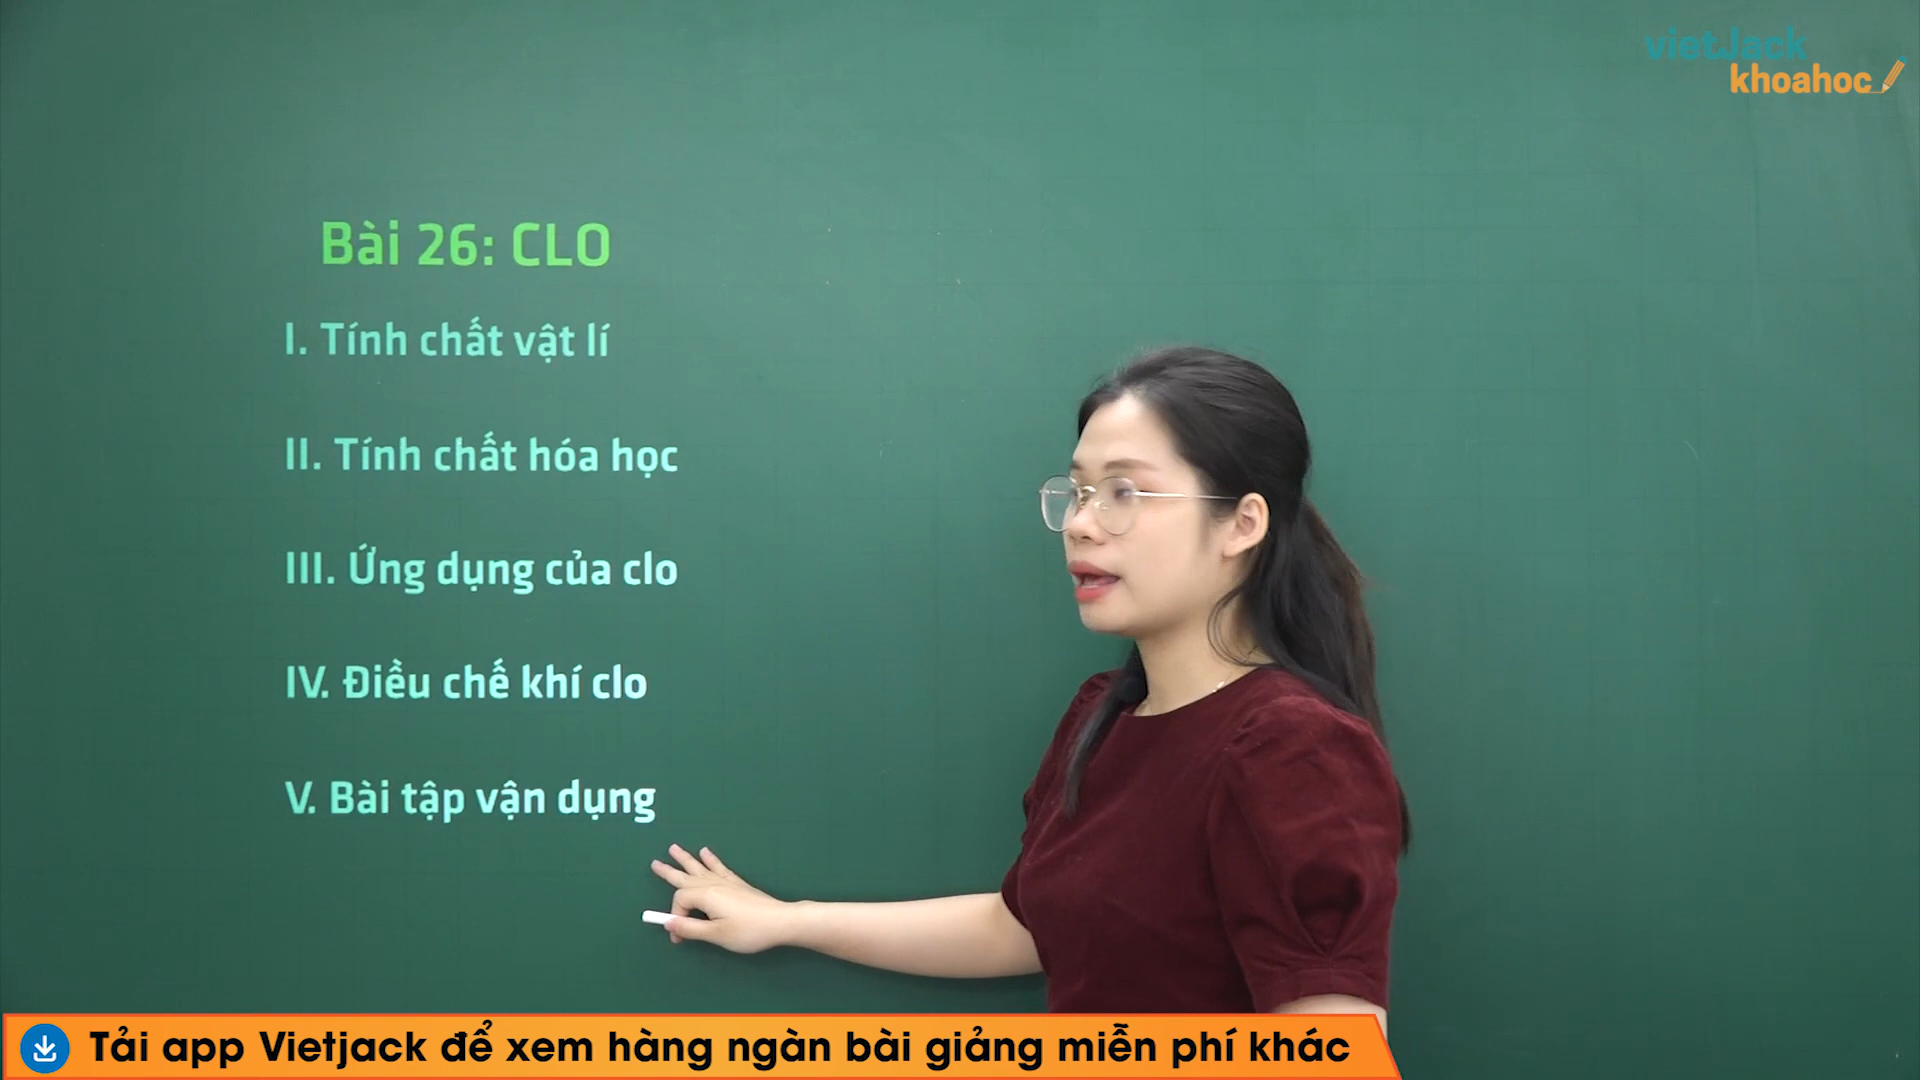 vietJack
khoahoc
Bài 26: CLO
I. Tính chất vật lí
II. Tính chất hóa học
III. Ứng dụng của clo
IV. Điều chế khí clo
V. Bài tập vận dụng
Tải app Vietjack để xem hàng ngàn bài giảng miễn phí khác